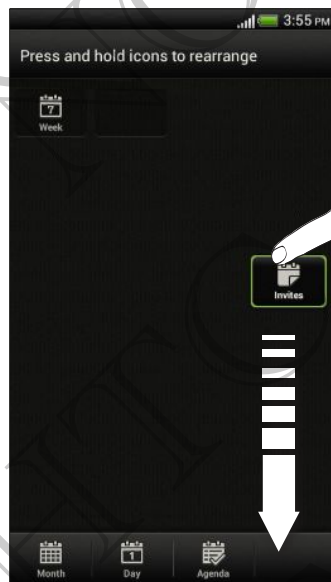 3:55 PM
Press and hold icons to rearrange
7
Week
Invites
1
Month Day Agenda